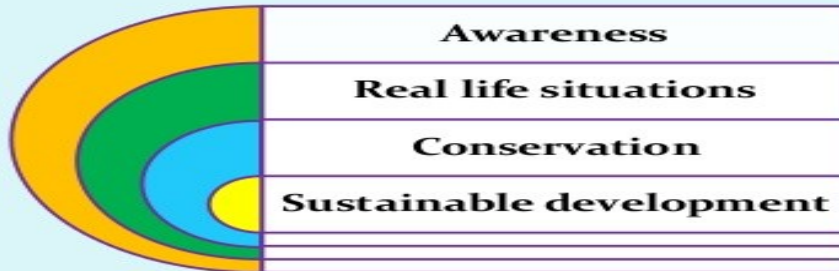 Awareness
Real life situations
Conservation
Sustainable development